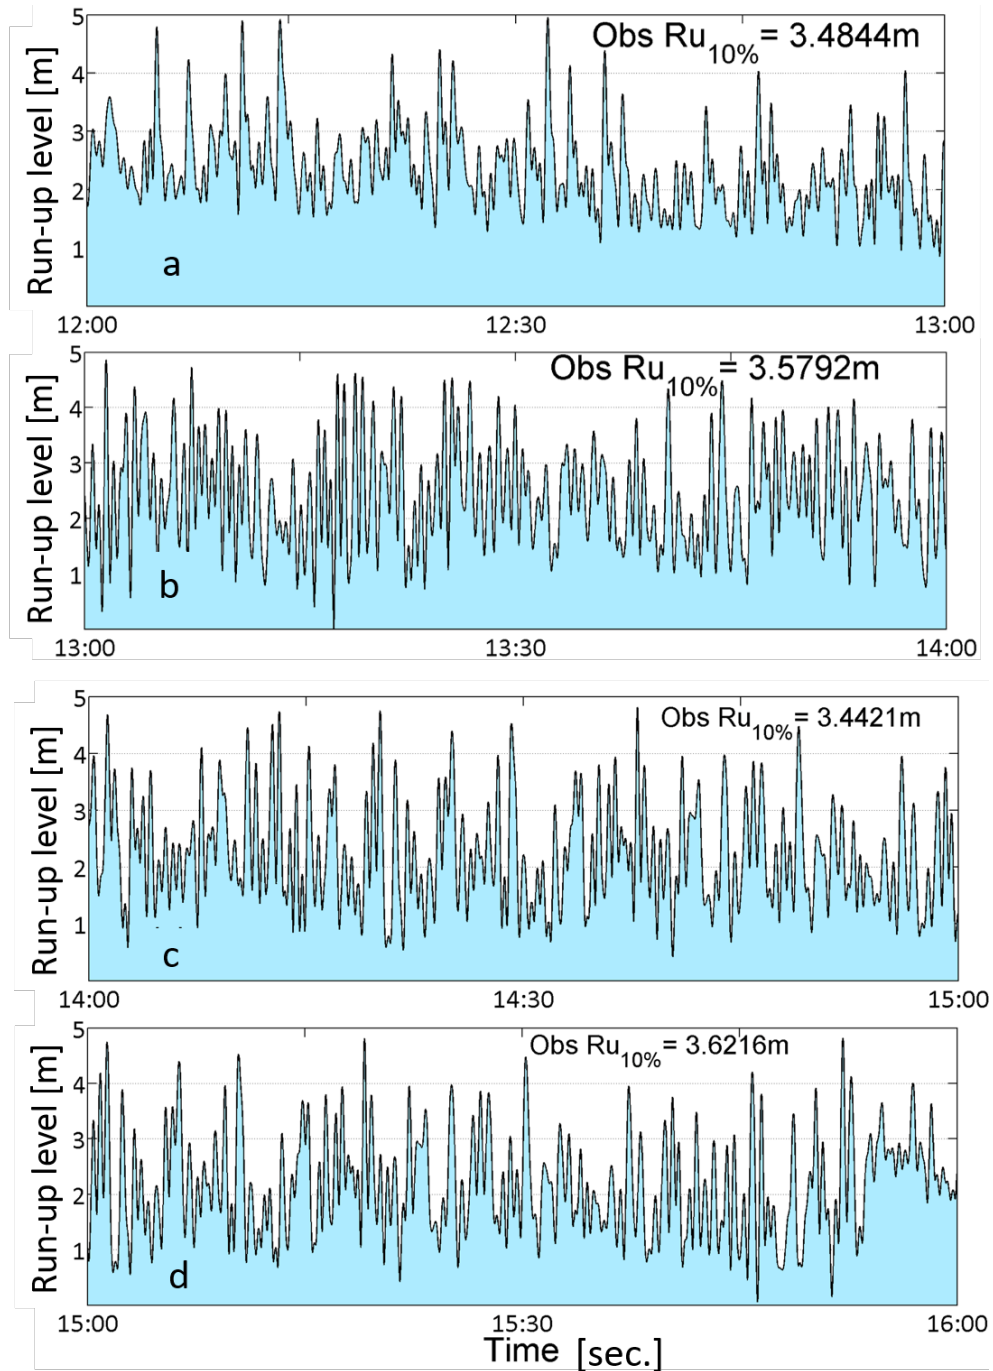 5
Obs Ru10% = 3.4844m
4
3
2
1
Run-up level [m]
a
12:00 12:30 13:00
5
Obs Ru10% = 3.5792m
4
3
2
1
Run-up level [m]
b
13:00 13:30 14:00
5
Obs Ru10% = 3.4421m
4
3
2
1
Run-up level [m]
c
14:00 14:30 15:00
5
Obs Ru10% = 3.6216m
4
3
2
1
Run-up level [m]
d
15:00 15:30 16:00
Time [sec.]